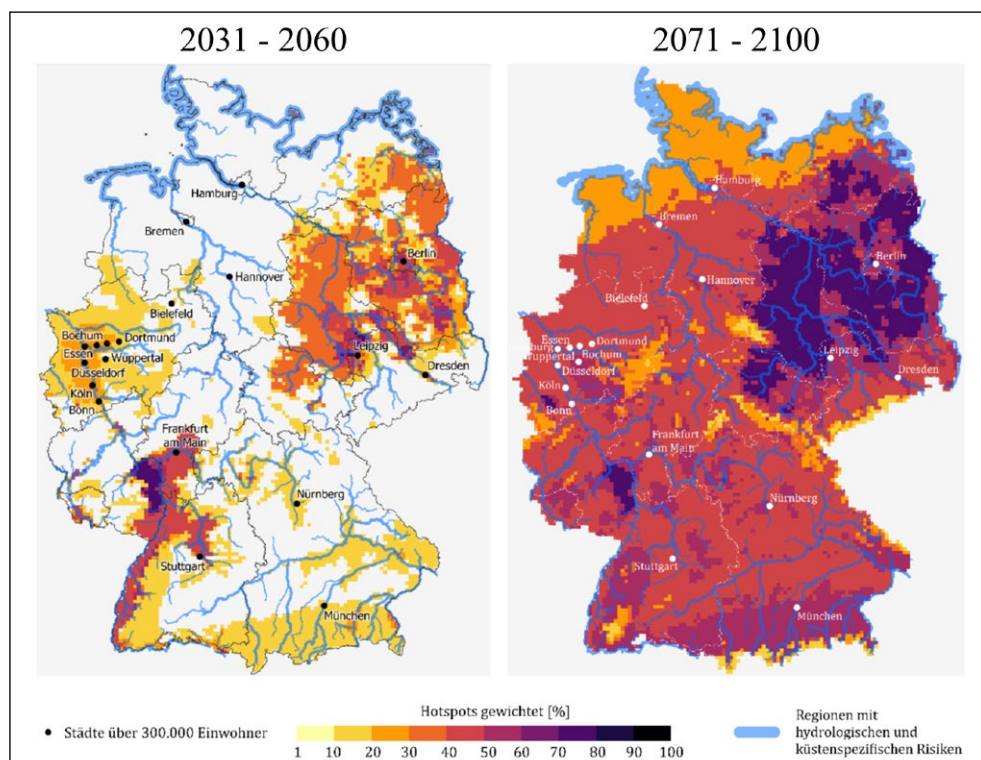 2031 - 2060
2071 - 2100
Hamburg
Bremen
Hannover
Berlin
Bielefeld
Bochum
Dortmund
Essen
Wuppertal
Düsseldorf
Köln
Bonn
Leipzig
Dresden
Frankfurt
am Main
Nürnberg
Stuttgart
München
Hamburg
Bremen
Berlin
Hannover
Bielefeld
Essen
Dortmund
burg
Wuppertal
Bochum
Düsseldorf
Köln
Bonn
Leipzig
Dresden
Frankfurt
am Main
Nürnberg
Stuttgart
München
Städte über 300.000 Einwohner
Hotspots gewichtet [%]
1 10 20 30 40 50 60 70 80 90 100
Regionen mit
hydrologischen und
küstenspezifischen Risiken